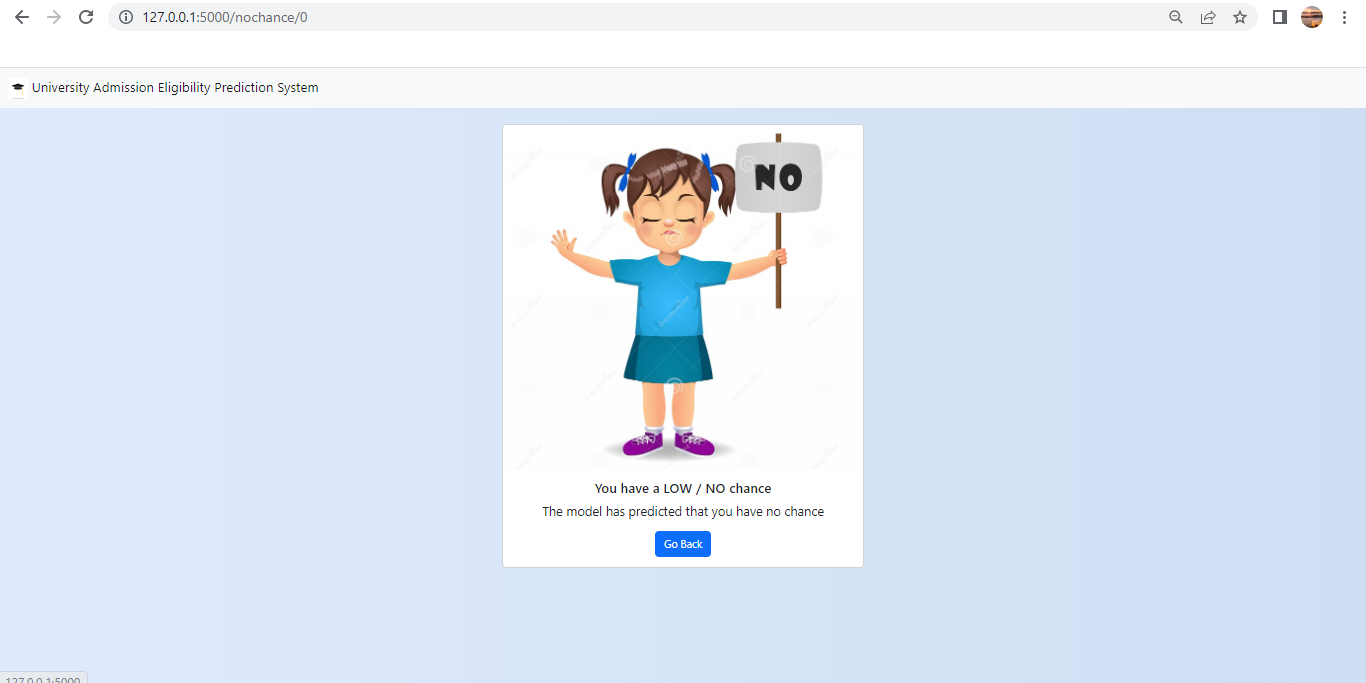 127.0.0.1:5000/nochance/0
University Admission Eligibility Prediction System
NO
You have a LOW / NO chance
The model has predicted that you have no chance
Go Back
127.0.0.1:5000